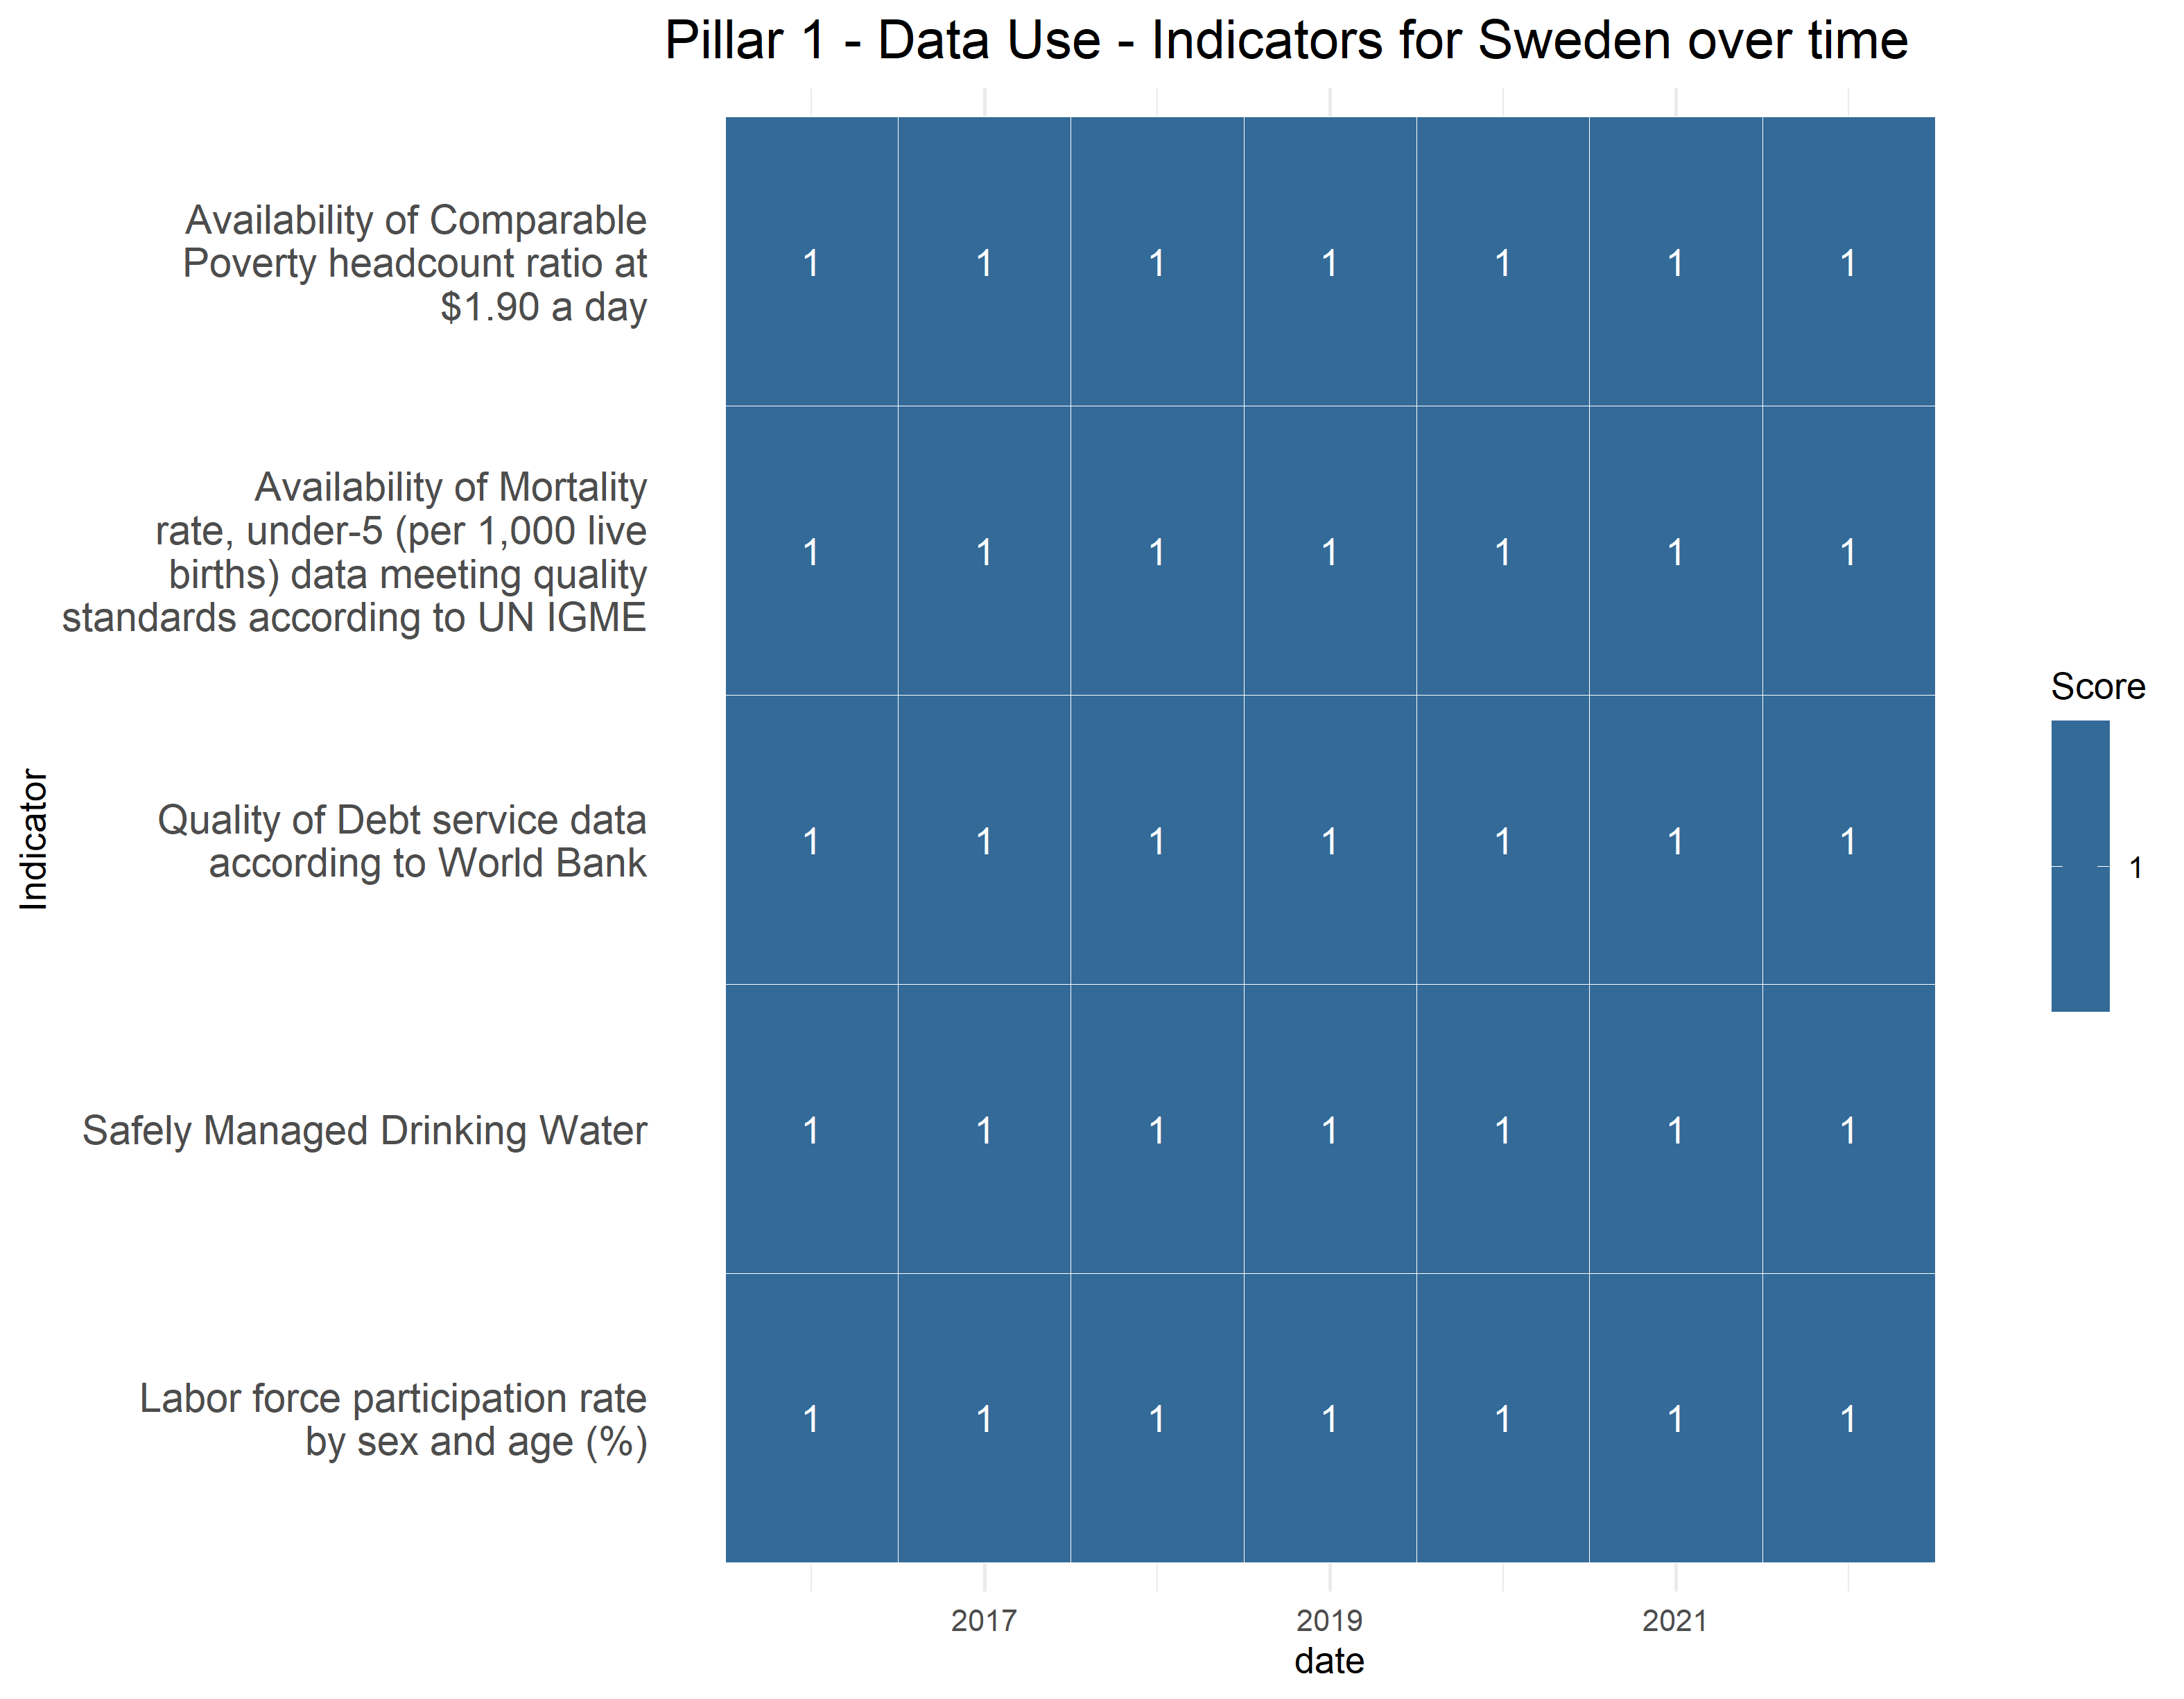 Pillar 1 - Data Use - Indicators for Sweden over time
Indicator
Availability of Comparable
Poverty headcount ratio at
$1.90 a day
1 1 1 1 1 1 1
Availability of Mortality
rate, under-5 (per 1,000 live
births) data meeting quality
standards according to UN IGME
1 1 1 1 1 1 1
Quality of Debt service data
according to World Bank
1 1 1 1 1 1 1
Safely Managed Drinking Water
1 1 1 1 1 1 1
Labor force participation rate
by sex and age (%)
1 1 1 1 1 1 1
2017 2019 2021
date
Score
1